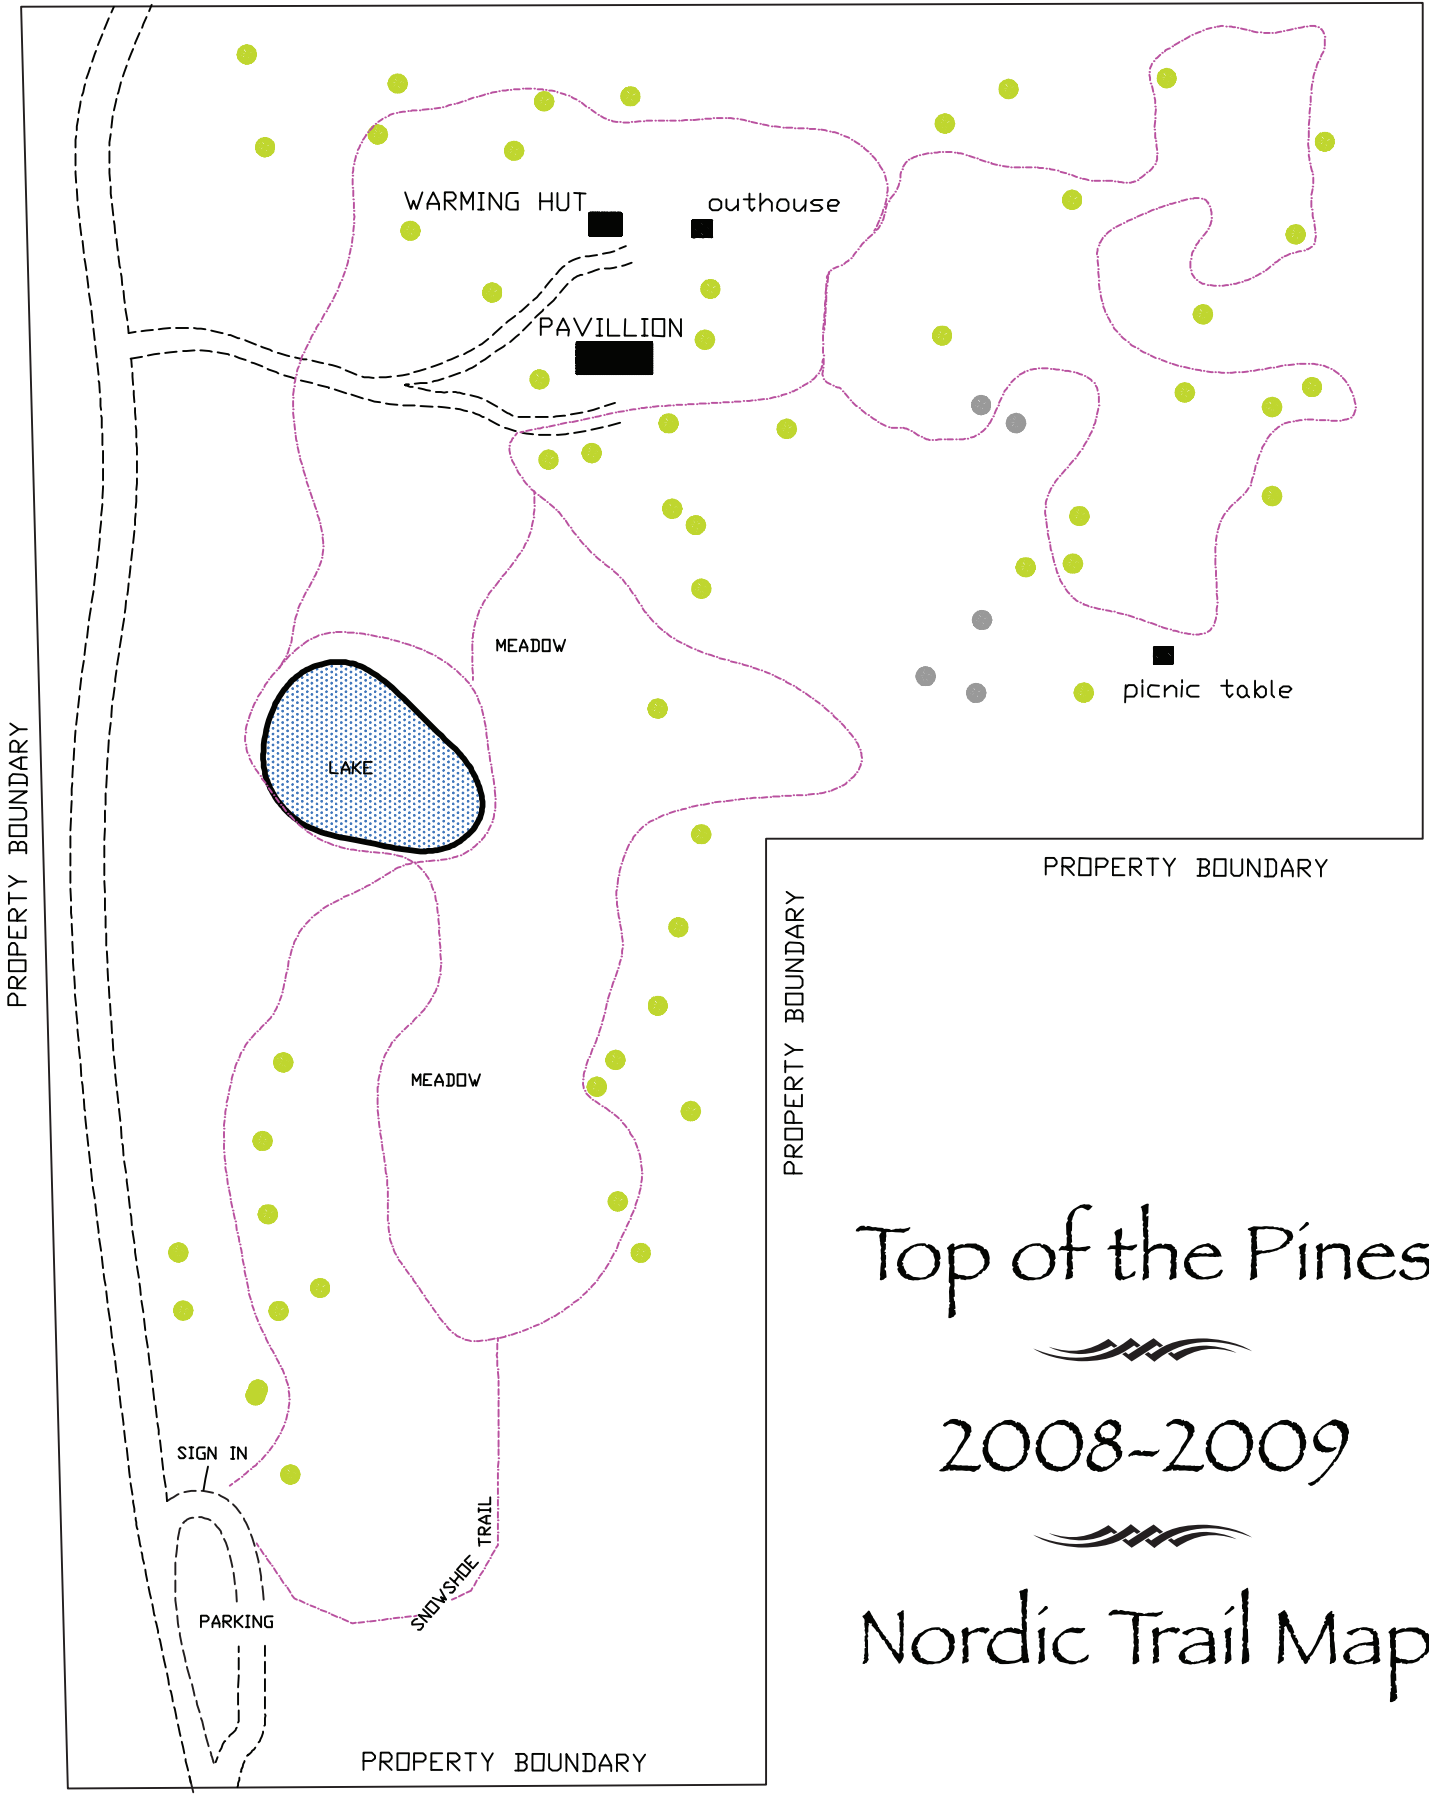 WARMING HUT
outhouse
PAVILLION
MEADOW
picnic table
LAKE
PROPERTY BOUNDARY
PROPERTY BOUNDARY
PROPERTY BOUNDARY
MEADOW
Top of the Pines
2008-2009
Nordic Trail Map
SIGN IN
SNOWSHOE TRAIL
PARKING
PROPERTY BOUNDARY